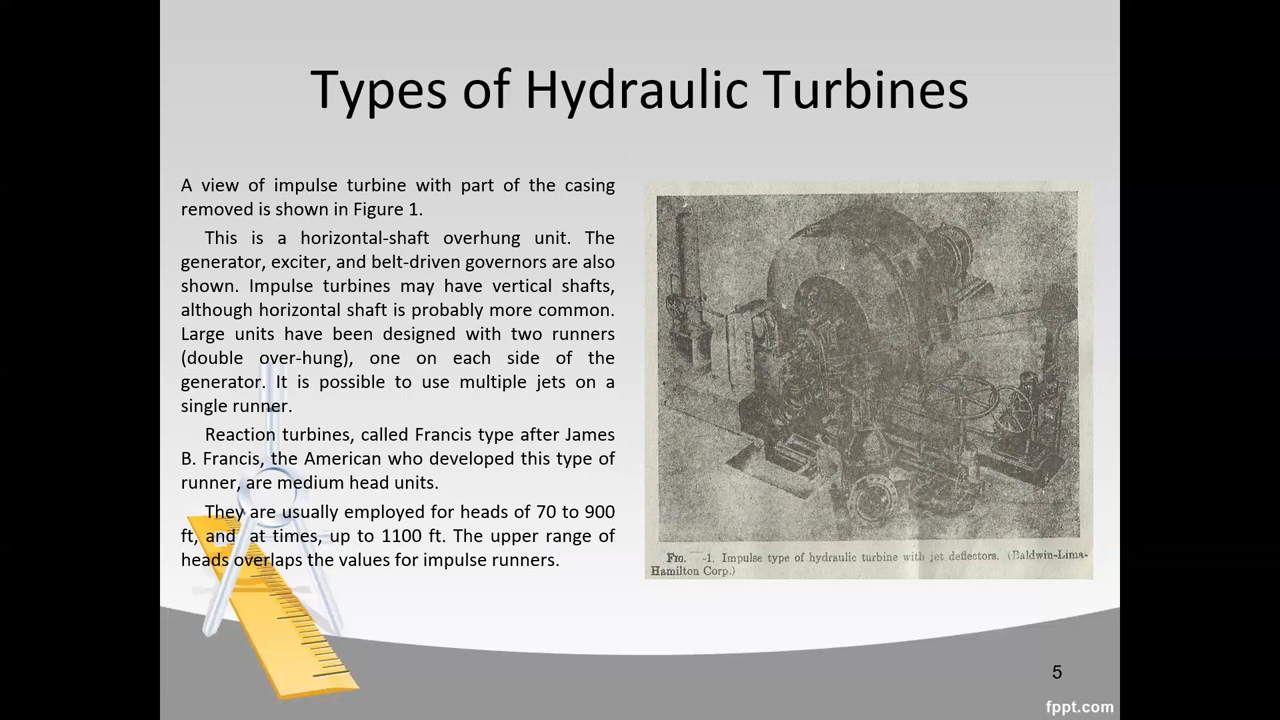 Types of Hydraulic Turbines
A view of impulse turbine with part of the casing
removed is shown in Figure 1.
This is a horizontal-shaft overhung unit. The
generator, exciter, and belt-driven governors are also
shown. Impulse turbines may have vertical shafts,
although horizontal shaft is probably more common.
Large units have been designed with two runners
(double over-hung), one on each side of the
generator. It is possible to use multiple jets on a
single runner.
Reaction turbines, called Francis type after James
B. Francis, the American who developed this type of
runner, are medium head units.
They are usually employed for heads of 70 to 900
ft, and at times, up to 1100 ft. The upper range of
heads overlaps the values for impulse runners.
Fig. -1. Impulse type of hydraulic turbine with jet deflectors. (Baldwin-Lima-
Hamilton Corp.)
5
fppt.com